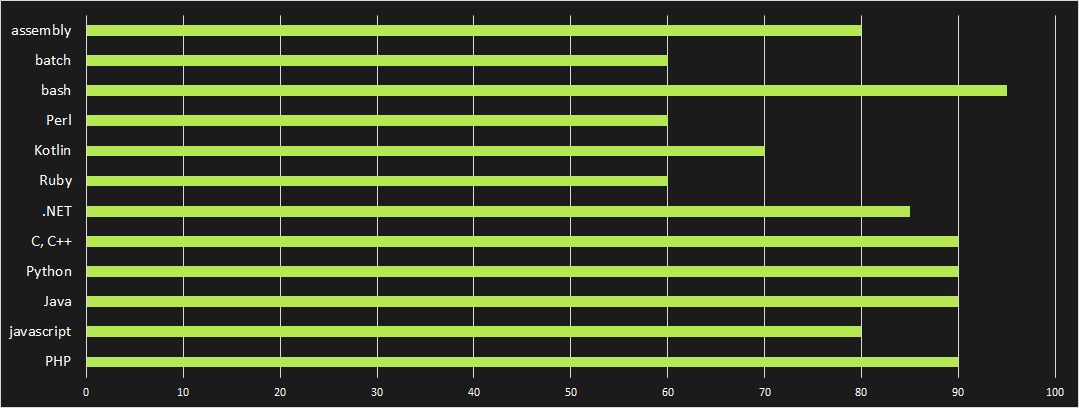 assembly
batch
bash
Perl
Kotlin
Ruby
.NET
C, C++
Python
Java
javascript
PHP
0 10 20 30 40 50 60 70 80 90 100